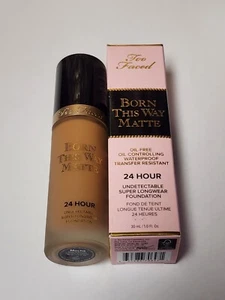 BORN
THIS WAY
MATTE
24 HOUR
Too
Faced
BORN
THIS WAY
MATTE
OIL-FREE
OIL CONTROLLING
WATERPROOF
TRANSFER RESISTANT
24 HOUR
UNDETECTABLE
SUPER LONGWEAR
FOUNDATION
FOND DE TEINT
LONGUE TENUE ULTIME
24 HEURES